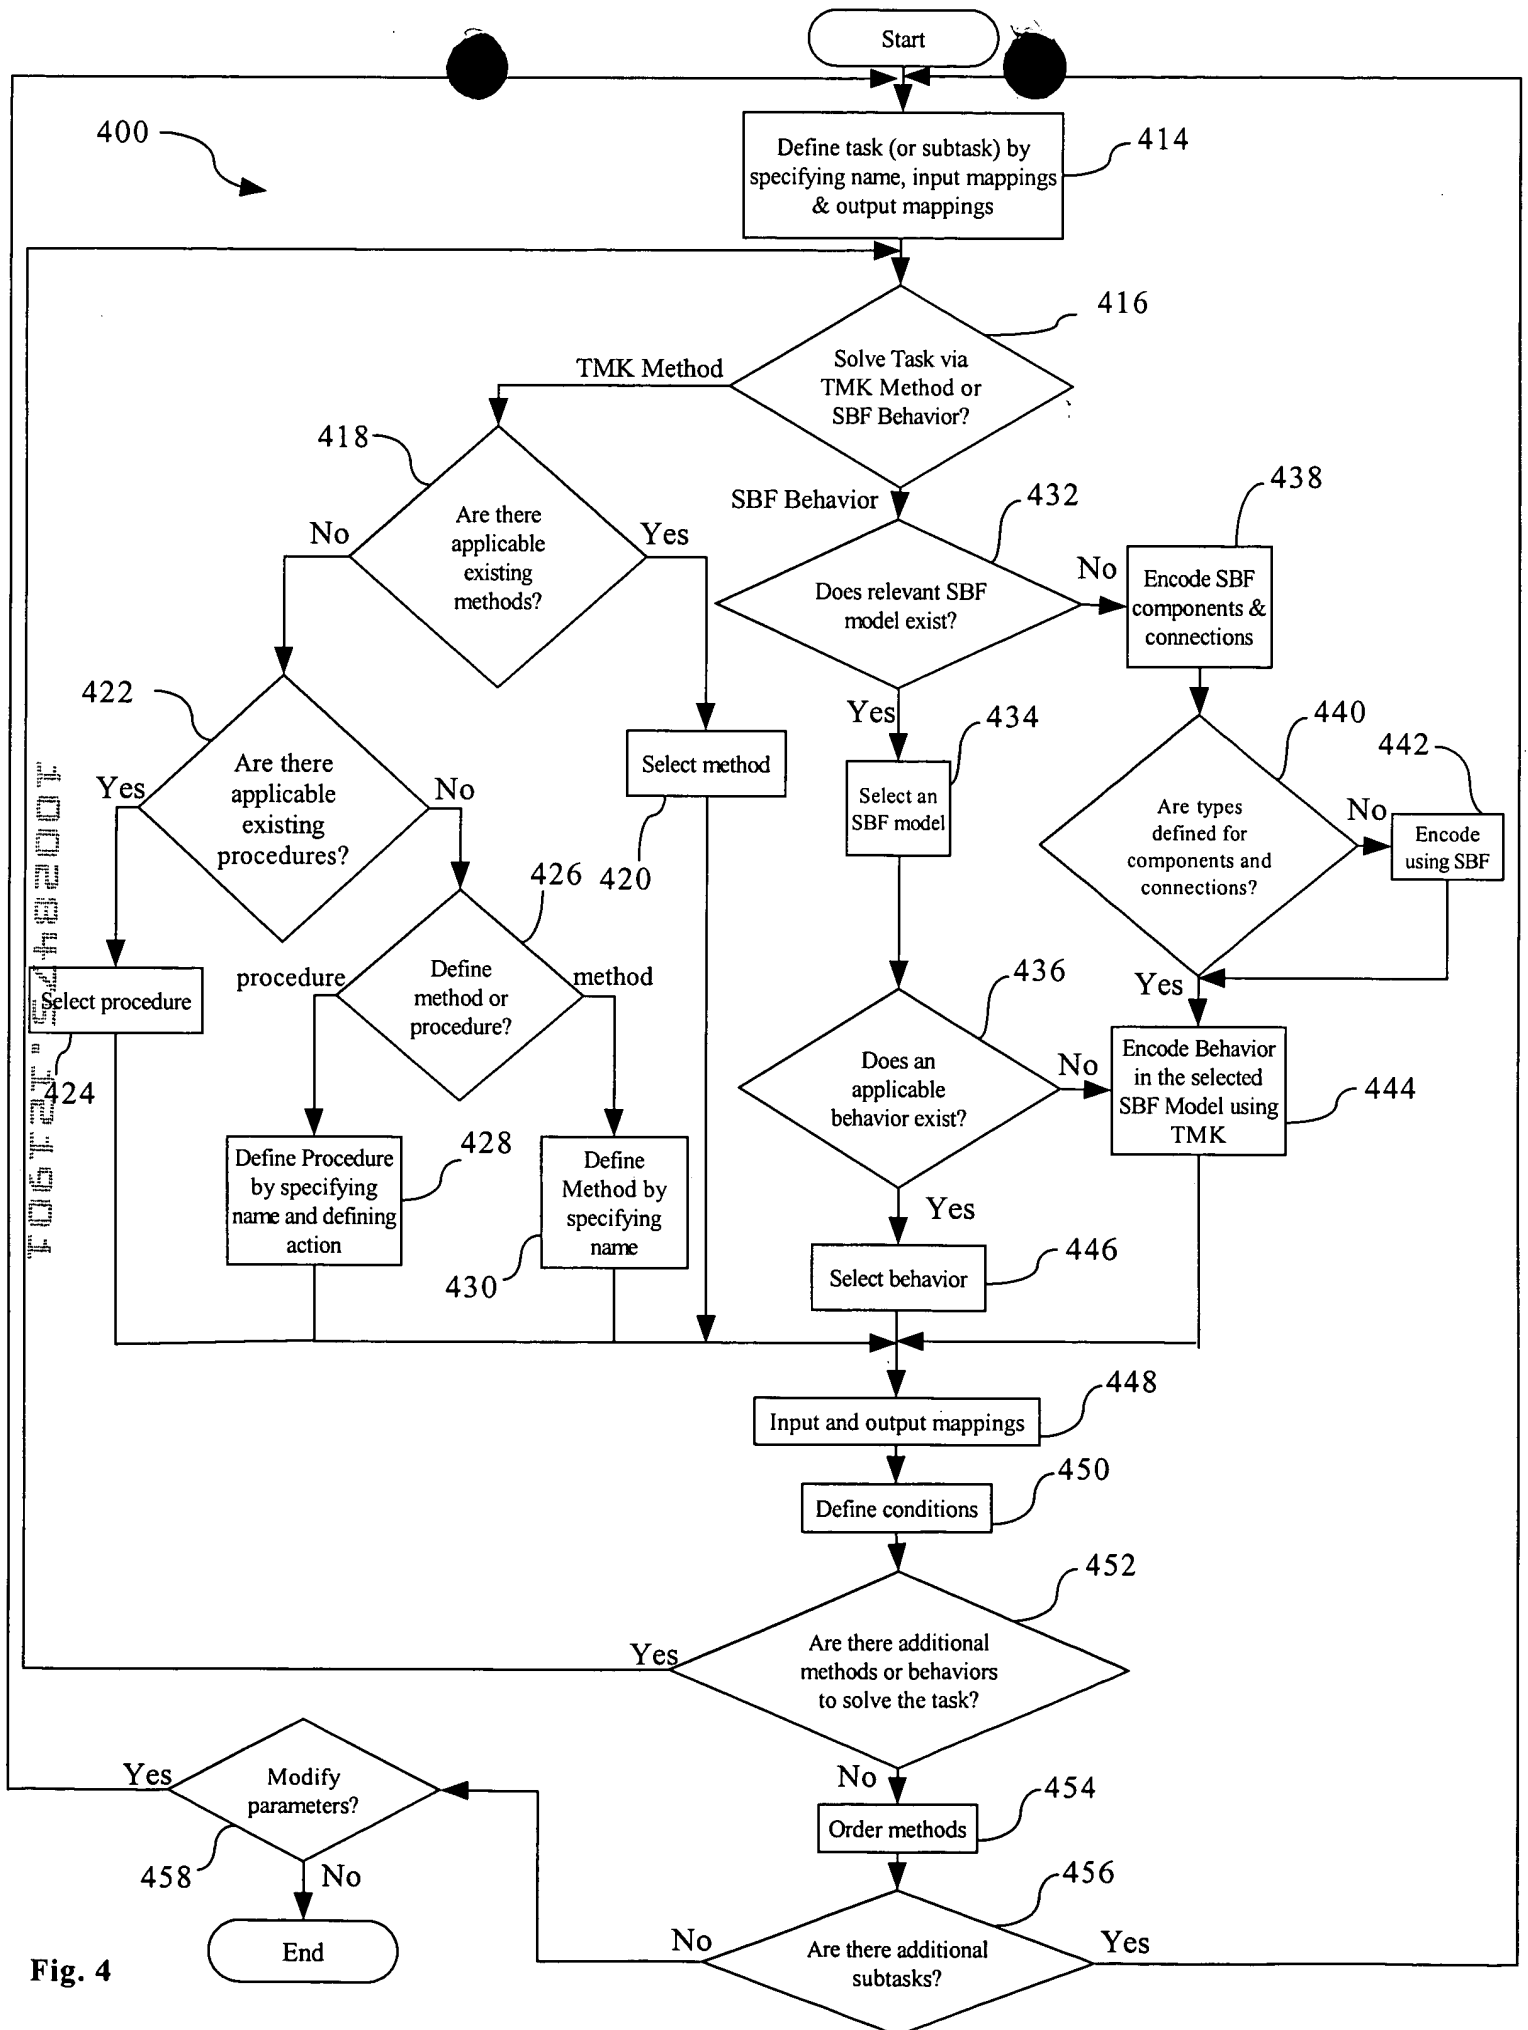 Start
400
414
Define task (or subtask) by
specifying name, input mappings
& output mappings
416
Solve Task via
TMK Method or
SBF Behavior?
TMK Method
SBF Behavior
418
Are there
applicable
existing
methods?
No
Yes
432
Does relevant SBF
model exist?
No
Yes
438
Encode SBF
components &
connections
422
Are there
applicable
existing
procedures?
Yes
No
Select method
420
434
Select an
SBF model
440
Are types
defined for
components and
connections?
No
Yes
442
Encode
using SBF
426
Define
method or
procedure?
procedure
method
Select procedure
424
436
Does an
applicable
behavior exist?
No
Yes
Encode Behavior
in the selected
SBF Model using
TMK
444
Define Procedure
by specifying
name and defining
action
428
Define
Method by
specifying
name
430
Select behavior
446
Input and output mappings
448
Define conditions
450
452
Are there additional
methods or behaviors
to solve the task?
Yes
No
Order methods
454
456
Are there additional
subtasks?
No
Yes
Modify
parameters?
Yes
458
No
End
Fig. 4